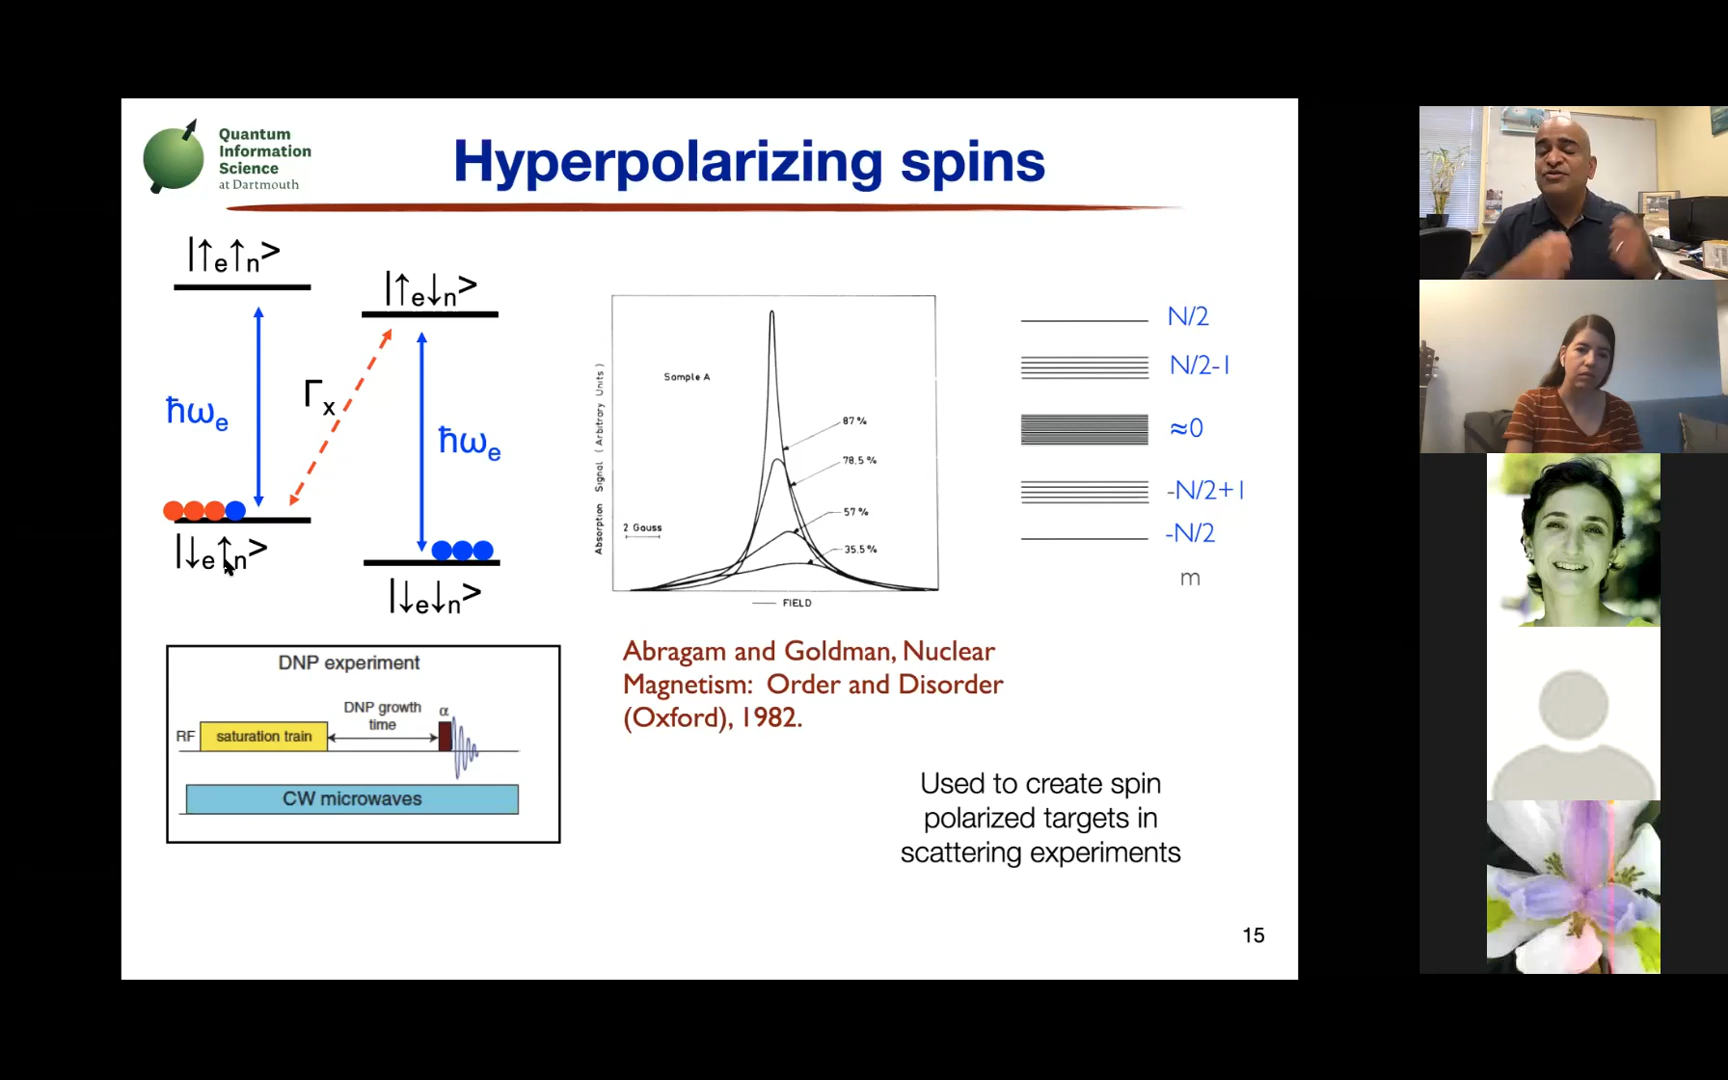 Quantum
Information
Science
at Dartmouth
Hyperpolarizing spins
|↑e↑n>
|↑e↓n>
ħωe
Γx
ħωe
|↓e↑n>
|↓e↓n>
Absorption Signal (Arbitrary Units)
Sample A
87%
78,5%
57%
35.5%
2 Gauss
FIELD
N/2
N/2-1
≈0
-N/2+1
-N/2
m
DNP experiment
DNP growth
time
α
RF
saturation train
CW microwaves
Abragam and Goldman, Nuclear
Magnetism: Order and Disorder
(Oxford), 1982.
Used to create spin
polarized targets in
scattering experiments
15